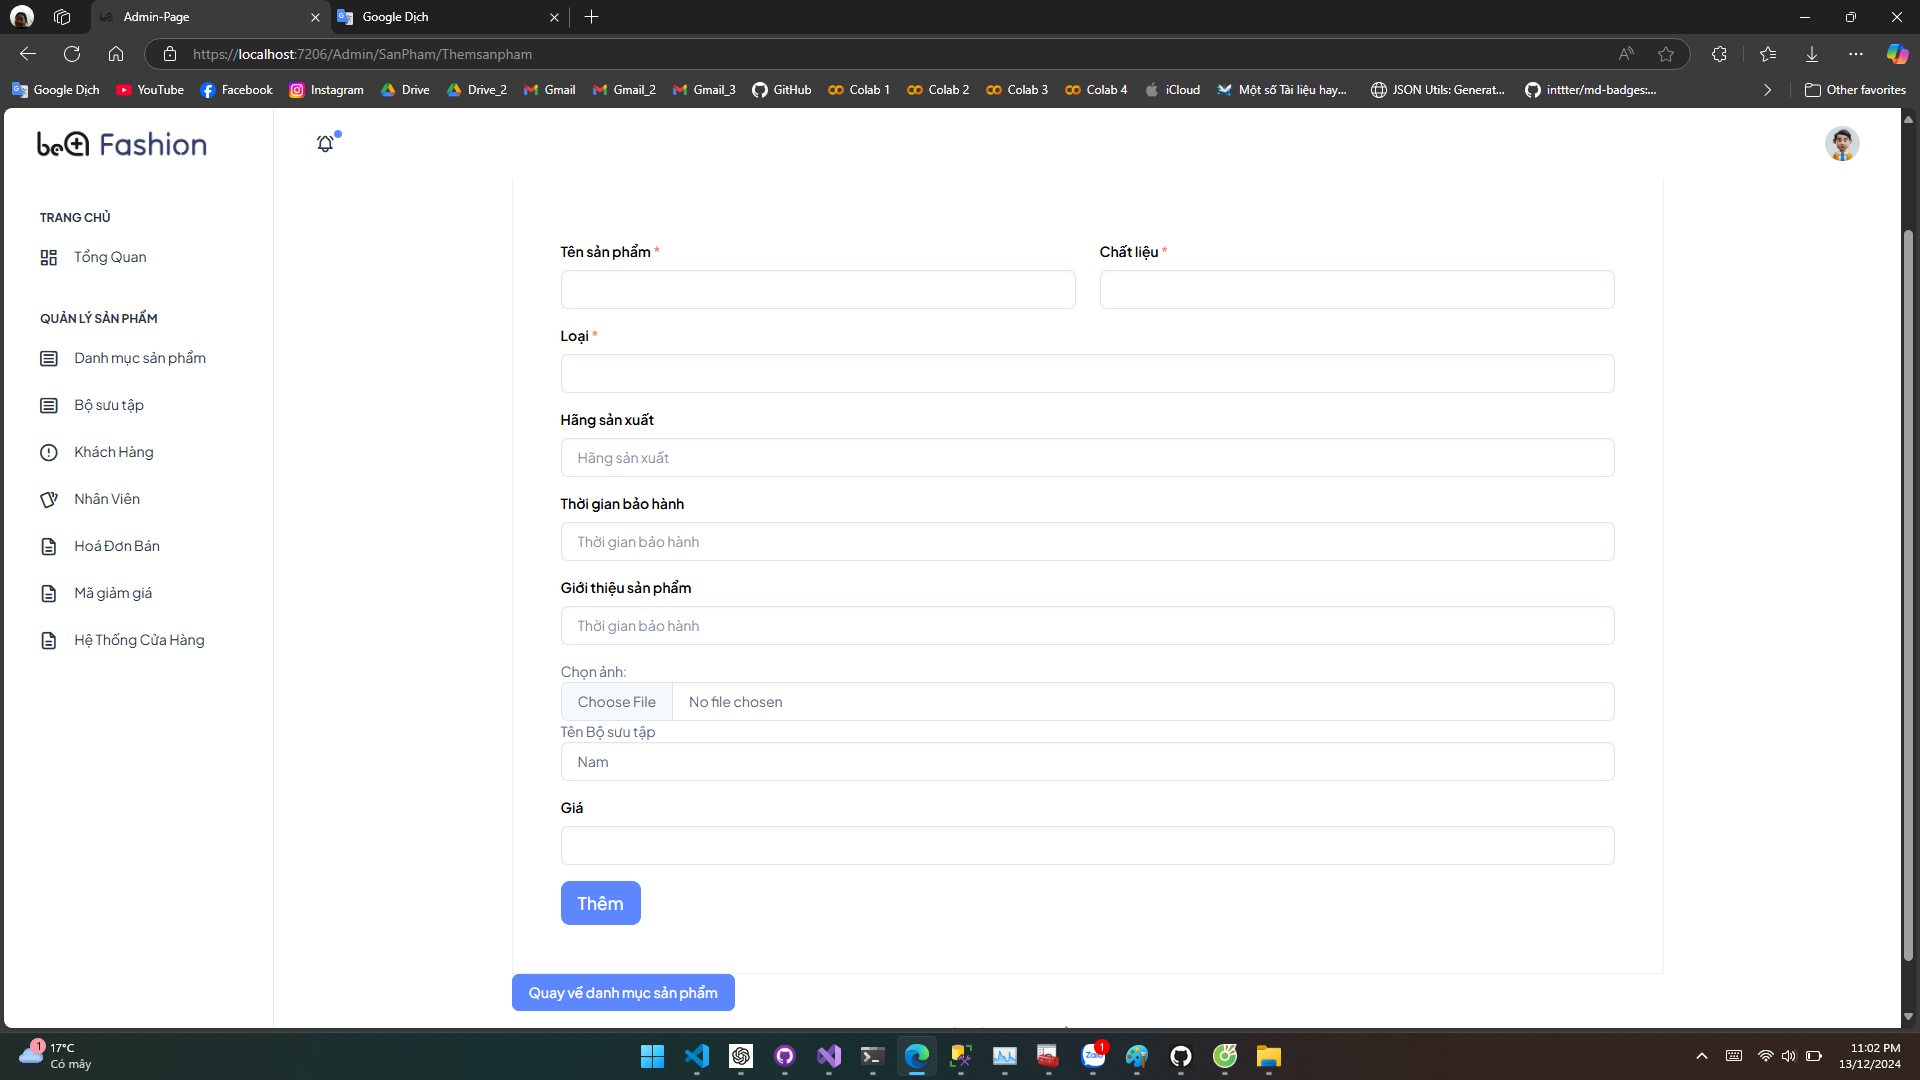 Admin-Page
Google Dịch
https://localhost:7206/Admin/SanPham/Themsanpham
Google Dịch
YouTube
Facebook
Instagram
Drive
Drive_2
Gmail
Gmail_2
Gmail_3
GitHub
Colab 1
Colab 2
Colab 3
Colab 4
iCloud
Một số Tài liệu hay...
JSON Utils: Generat...
inttter/md-badges:...
Other favorites
be Fashion
TRANG CHỦ
Tổng Quan
QUẢN LÝ SẢN PHẨM
Danh mục sản phẩm
Bộ sưu tập
Khách Hàng
Nhân Viên
Hoá Đơn Bán
Mã giảm giá
Hệ Thống Cửa Hàng
Tên sản phẩm *
Chất liệu *
Loại *
Hãng sản xuất
Hãng sản xuất
Thời gian bảo hành
Thời gian bảo hành
Giới thiệu sản phẩm
Thời gian bảo hành
Chọn ảnh:
Choose File
No file chosen
Tên Bộ sưu tập
Nam
Giá
Thêm
Quay về danh mục sản phẩm
1
17°C
Có mây
Zalo
1
11:02 PM
13/12/2024